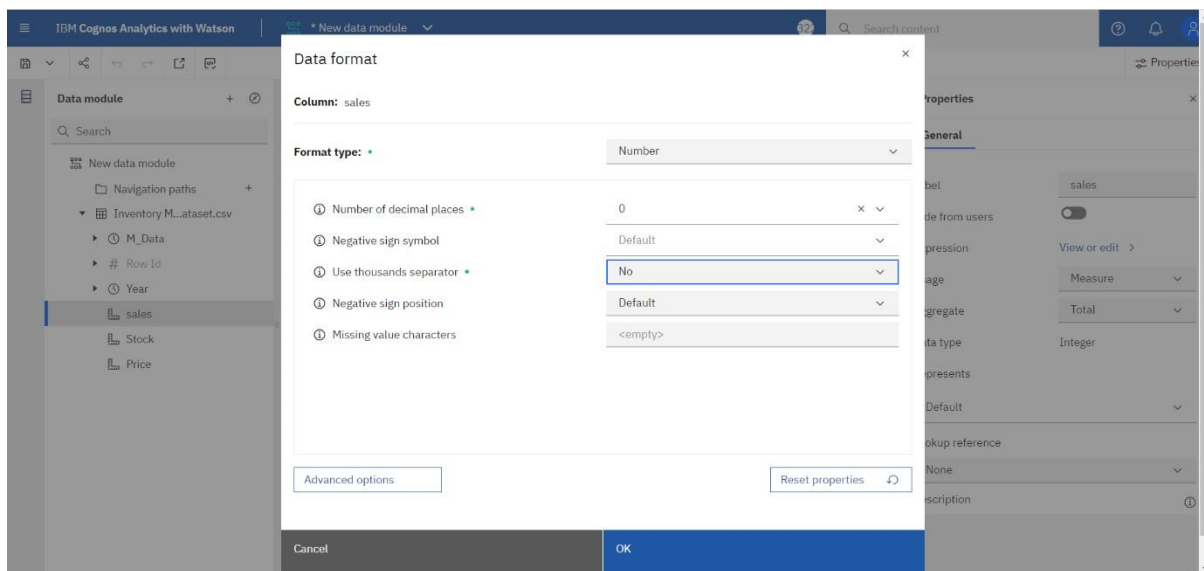 IBM Cognos Analytics with Watson
* New data module
Search content
Properties
Data module
Search
New data module
Navigation paths
Inventory M...ataset.csv
M_Data
# Row Id
Year
sales
Stock
Price
Data format
Column: sales
Format type: Number
Number of decimal places 0
Negative sign symbol Default
Use thousands separator No
Negative sign position Default
Missing value characters <empty>
Advanced options
Reset properties
Cancel
OK
Properties
General
bel sales
de from users
pression View or edit
age Measure
ggregate Total
ta type Integer
presents
Default
okup reference
None
scription